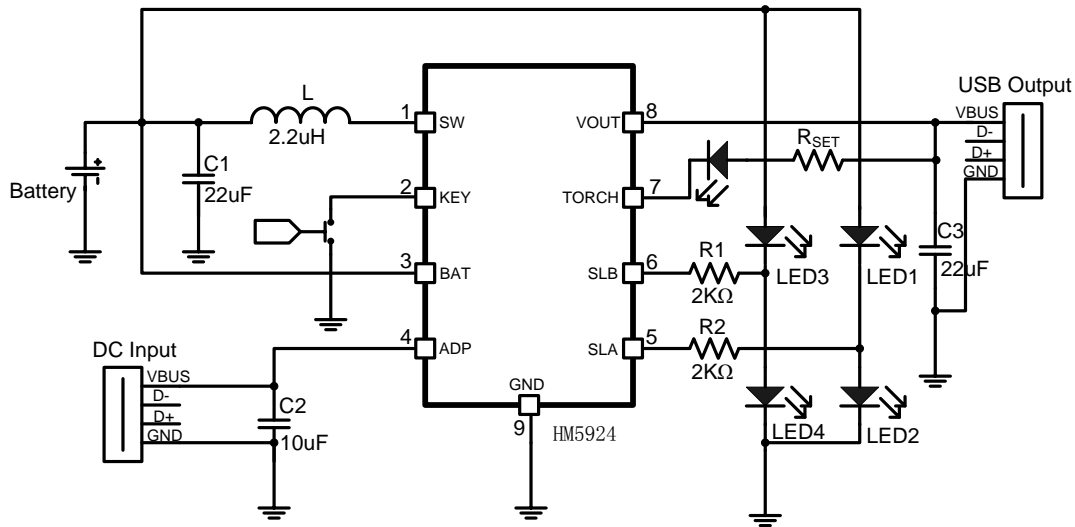 USB Output
L
1
SW
2.2uH
C1
22uF
Battery
+
-
2
KEY
3
BAT
4
ADP
DC Input
VBUS
D-
D+
GND
C2
10uF
GND
9
HM5924
VOUT
8
TORCH
7
RSET
SLB
6
R1
2KΩ
SLA
5
R2
2KΩ
LED3
LED1
LED4
LED2
C3
22uF
VBUS
D-
D+
GND